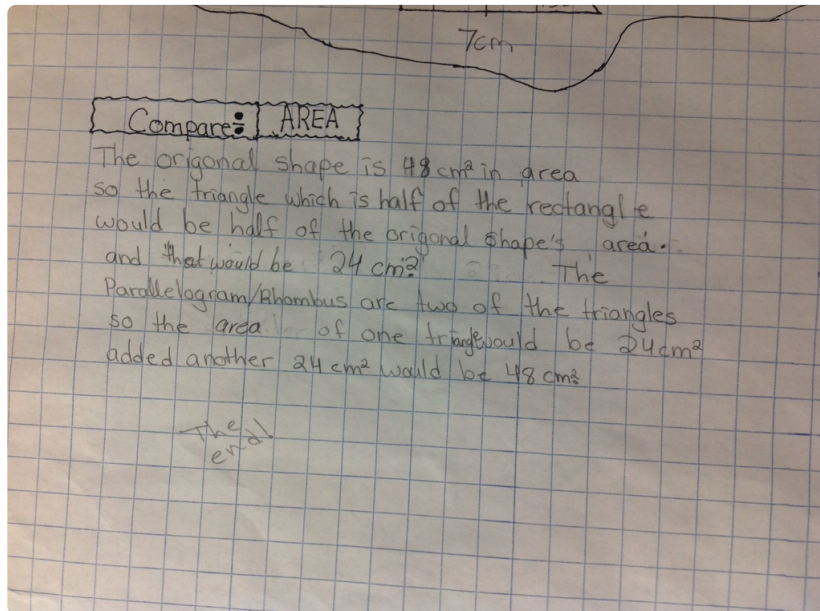 7cm
Compare: AREA
The origonal shape is 48 cm² in area
so the triangle which is half of the rectangle
would be half of the origonal shape's area.
and that would be 24 cm². The
Parallelogram/Rhombus are two of the triangles
so the area of one triangle would be 24cm²
added another 24 cm² would be 48 cm².
The
end!